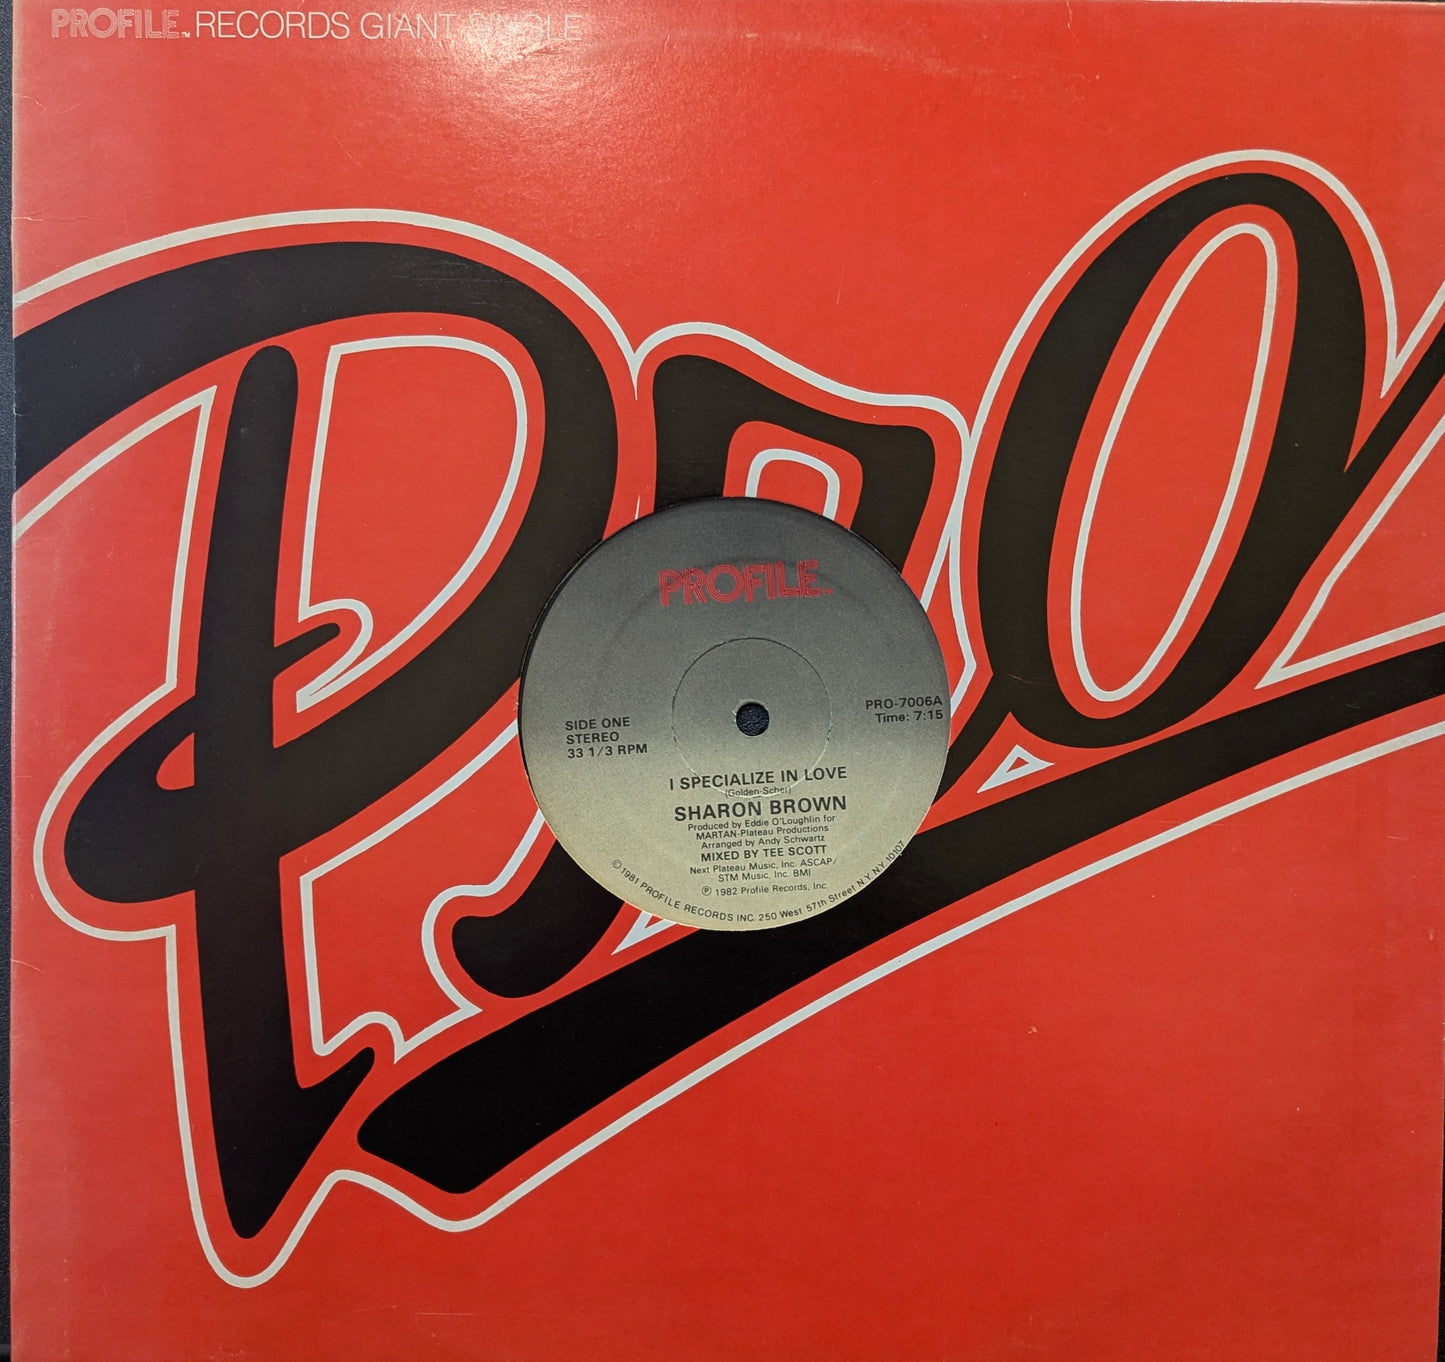 PROFILE™ RECORDS GIANT SINGLE
Pro
PROFILE™
SIDE ONE
STEREO
33 1/3 RPM
PRO-7006A
Time: 7:15
I SPECIALIZE IN LOVE
(Golden-Scher)
SHARON BROWN
Produced by Eddie O'Loughlin for
MARTAN-Plateau Productions
Arranged by Andy Schwartz
MIXED BY TEE SCOTT
Next Plateau Music, Inc. ASCAP/
STM Music, Inc. BMI
℗ 1982 Profile Records, Inc.
© 1981 PROFILE RECORDS INC. 250 West 57th Street N.Y. N.Y. 10107